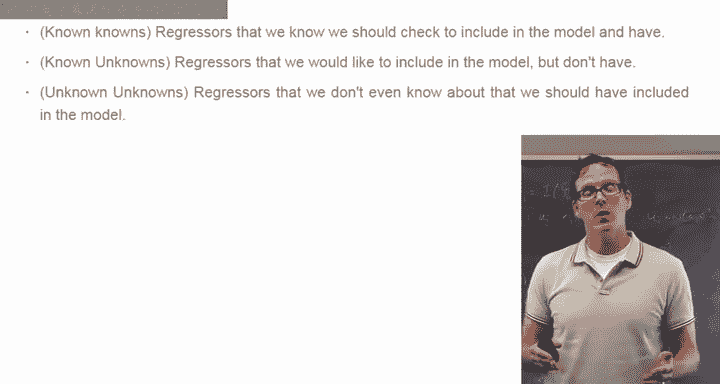 · (Known knowns) Regressors that we know we should check to include in the model and have.
· (Known Unknowns) Regressors that we would like to include in the model, but don't have.
· (Unknown Unknowns) Regressors that we don't even know about that we should have included
in the model.